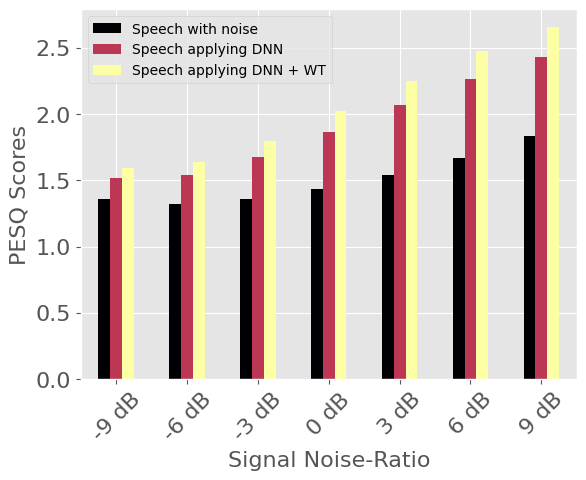 Speech with noise
Speech applying DNN
Speech applying DNN + WT
PESQ Scores
2.5
2.0
1.5
1.0
0.5
0.0
-9 dB
-6 dB
-3 dB
0 dB
3 dB
6 dB
9 dB
Signal Noise-Ratio